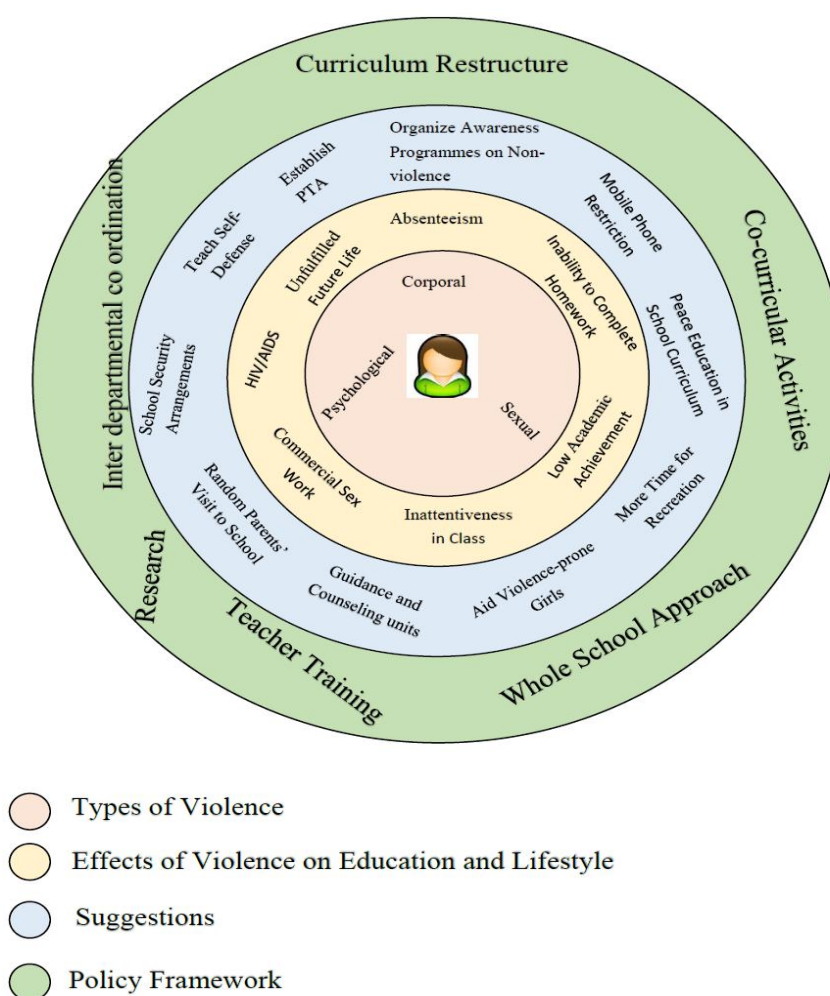 Curriculum Restructure
Co-curricular Activities
Whole School Approach
Teacher Training
Research
Inter departmental co ordination
Organize Awareness
Programmes on Non-
violence
Mobile Phone
Restriction
Peace Education in
School Curriculum
More Time for
Recreation
Aid Violence-prone
Girls
Guidance and
Counseling units
Random Parents’
Visit to School
School Security
Arrangements
Teach Self-
Defense
Establish
PTA
Absenteeism
Inability to Complete
Homework
Low Academic
Achievement
Inattentiveness
in Class
Commercial Sex
Work
HIV/AIDS
Unfulfilled
Future Life
Corporal
Sexual
Psychological
Types of Violence
Effects of Violence on Education and Lifestyle
Suggestions
Policy Framework